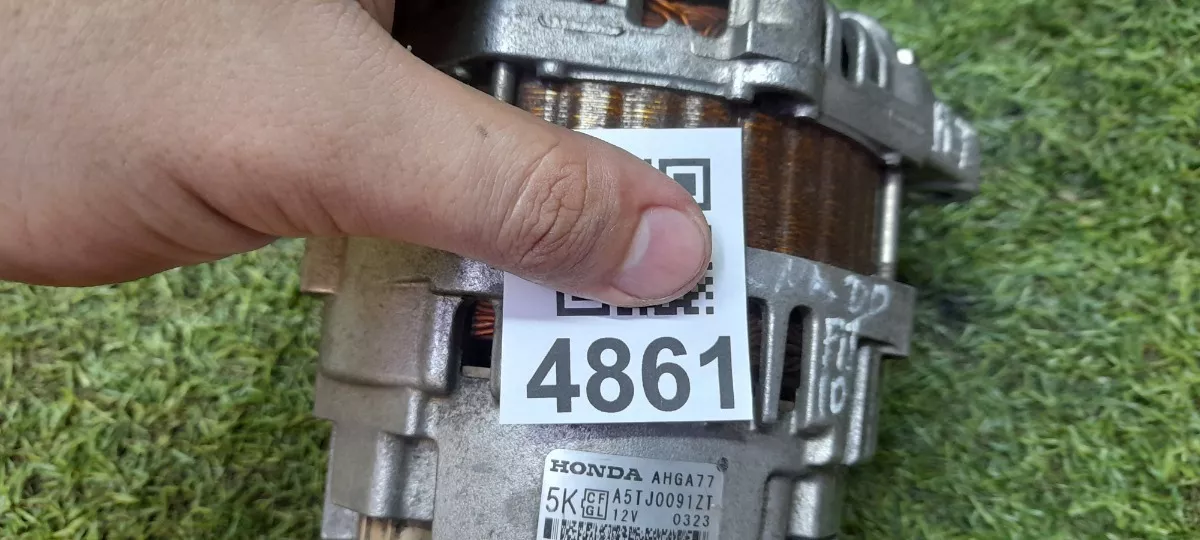 4861
HONDA AHGA77
5K CF GL A5TJ0091ZT
12V 0323